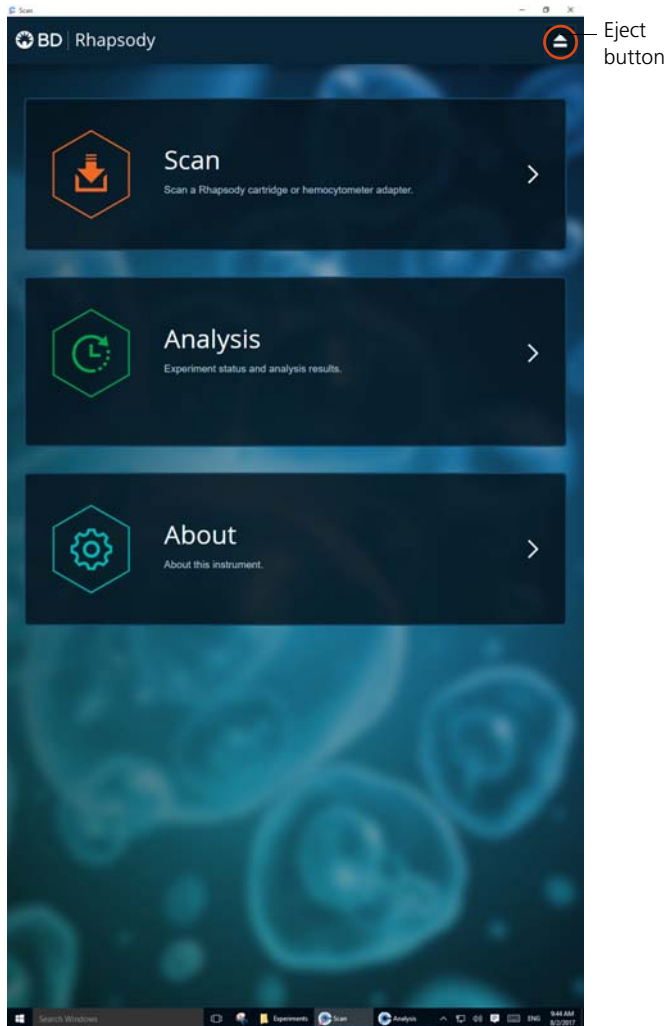 Scan
BD Rhapsody
Eject
button
Scan
Scan a Rhapsody cartridge or hemocytometer adapter.
Analysis
Experiment status and analysis results.
About
About this instrument.
Search Windows
Experiments
Scan
Analysis
ENG
9:44 AM
8/2/2017